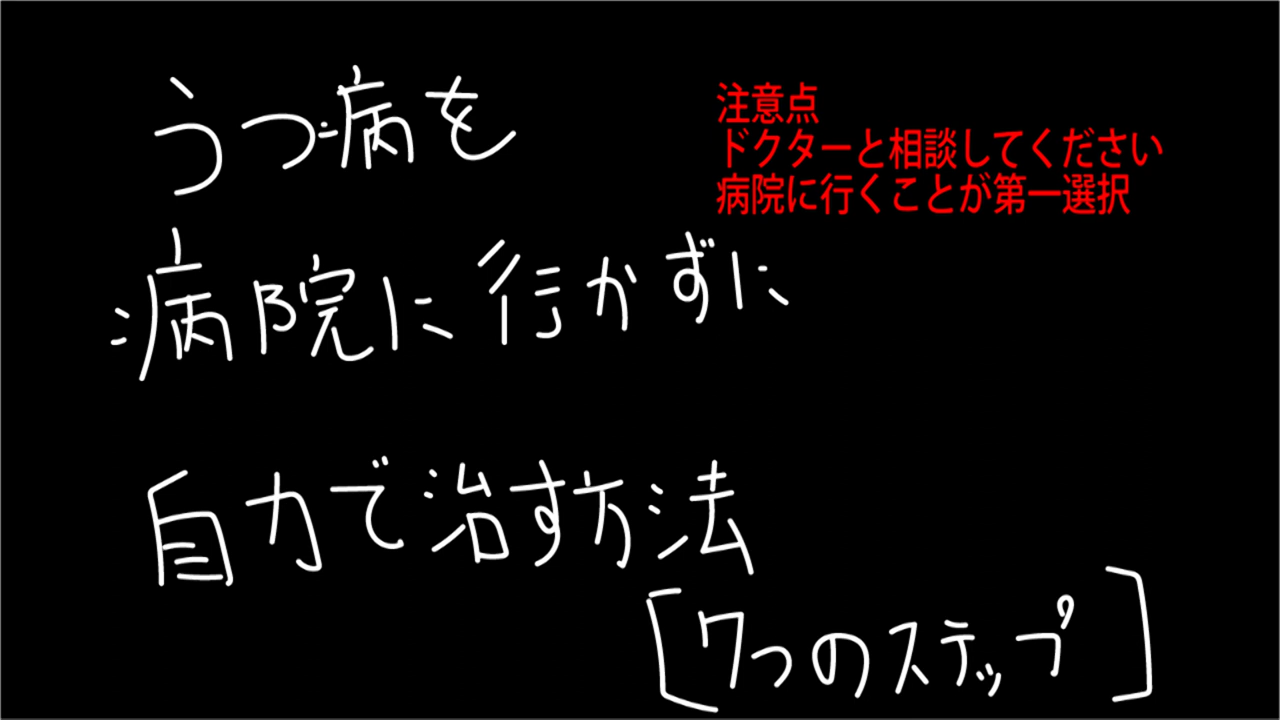 うつ病を
注意点
ドクターと相談してください
病院に行くことが第一選択
病院に行かずに
自力で治す方法
[7つのステップ]